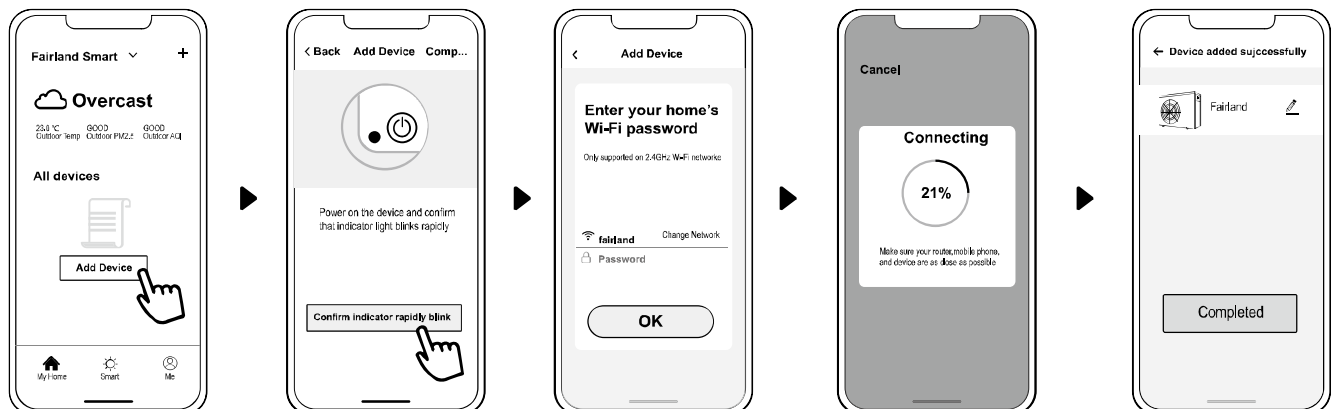 Fairland Smart
+
Overcast
GOOD GOOD
Outdoor Temp Outdoor PM2.5 Outdoor AQI
All devices
Add Device
My Home Smart Me
< Back Add Device Comp...
Power on the device and confirm
that indicator light blinks rapidly
Confirm indicator rapidly blink
< Add Device
Enter your home's
Wi-Fi password
Only supported on 2.4GHz Wi-Fi networke
fairland Change Network
Password
OK
Cancel
Connecting
21%
Make sure your router,mobile phone,
and device are as close as possible
← Device added sujccessfully
Fairland
Completed